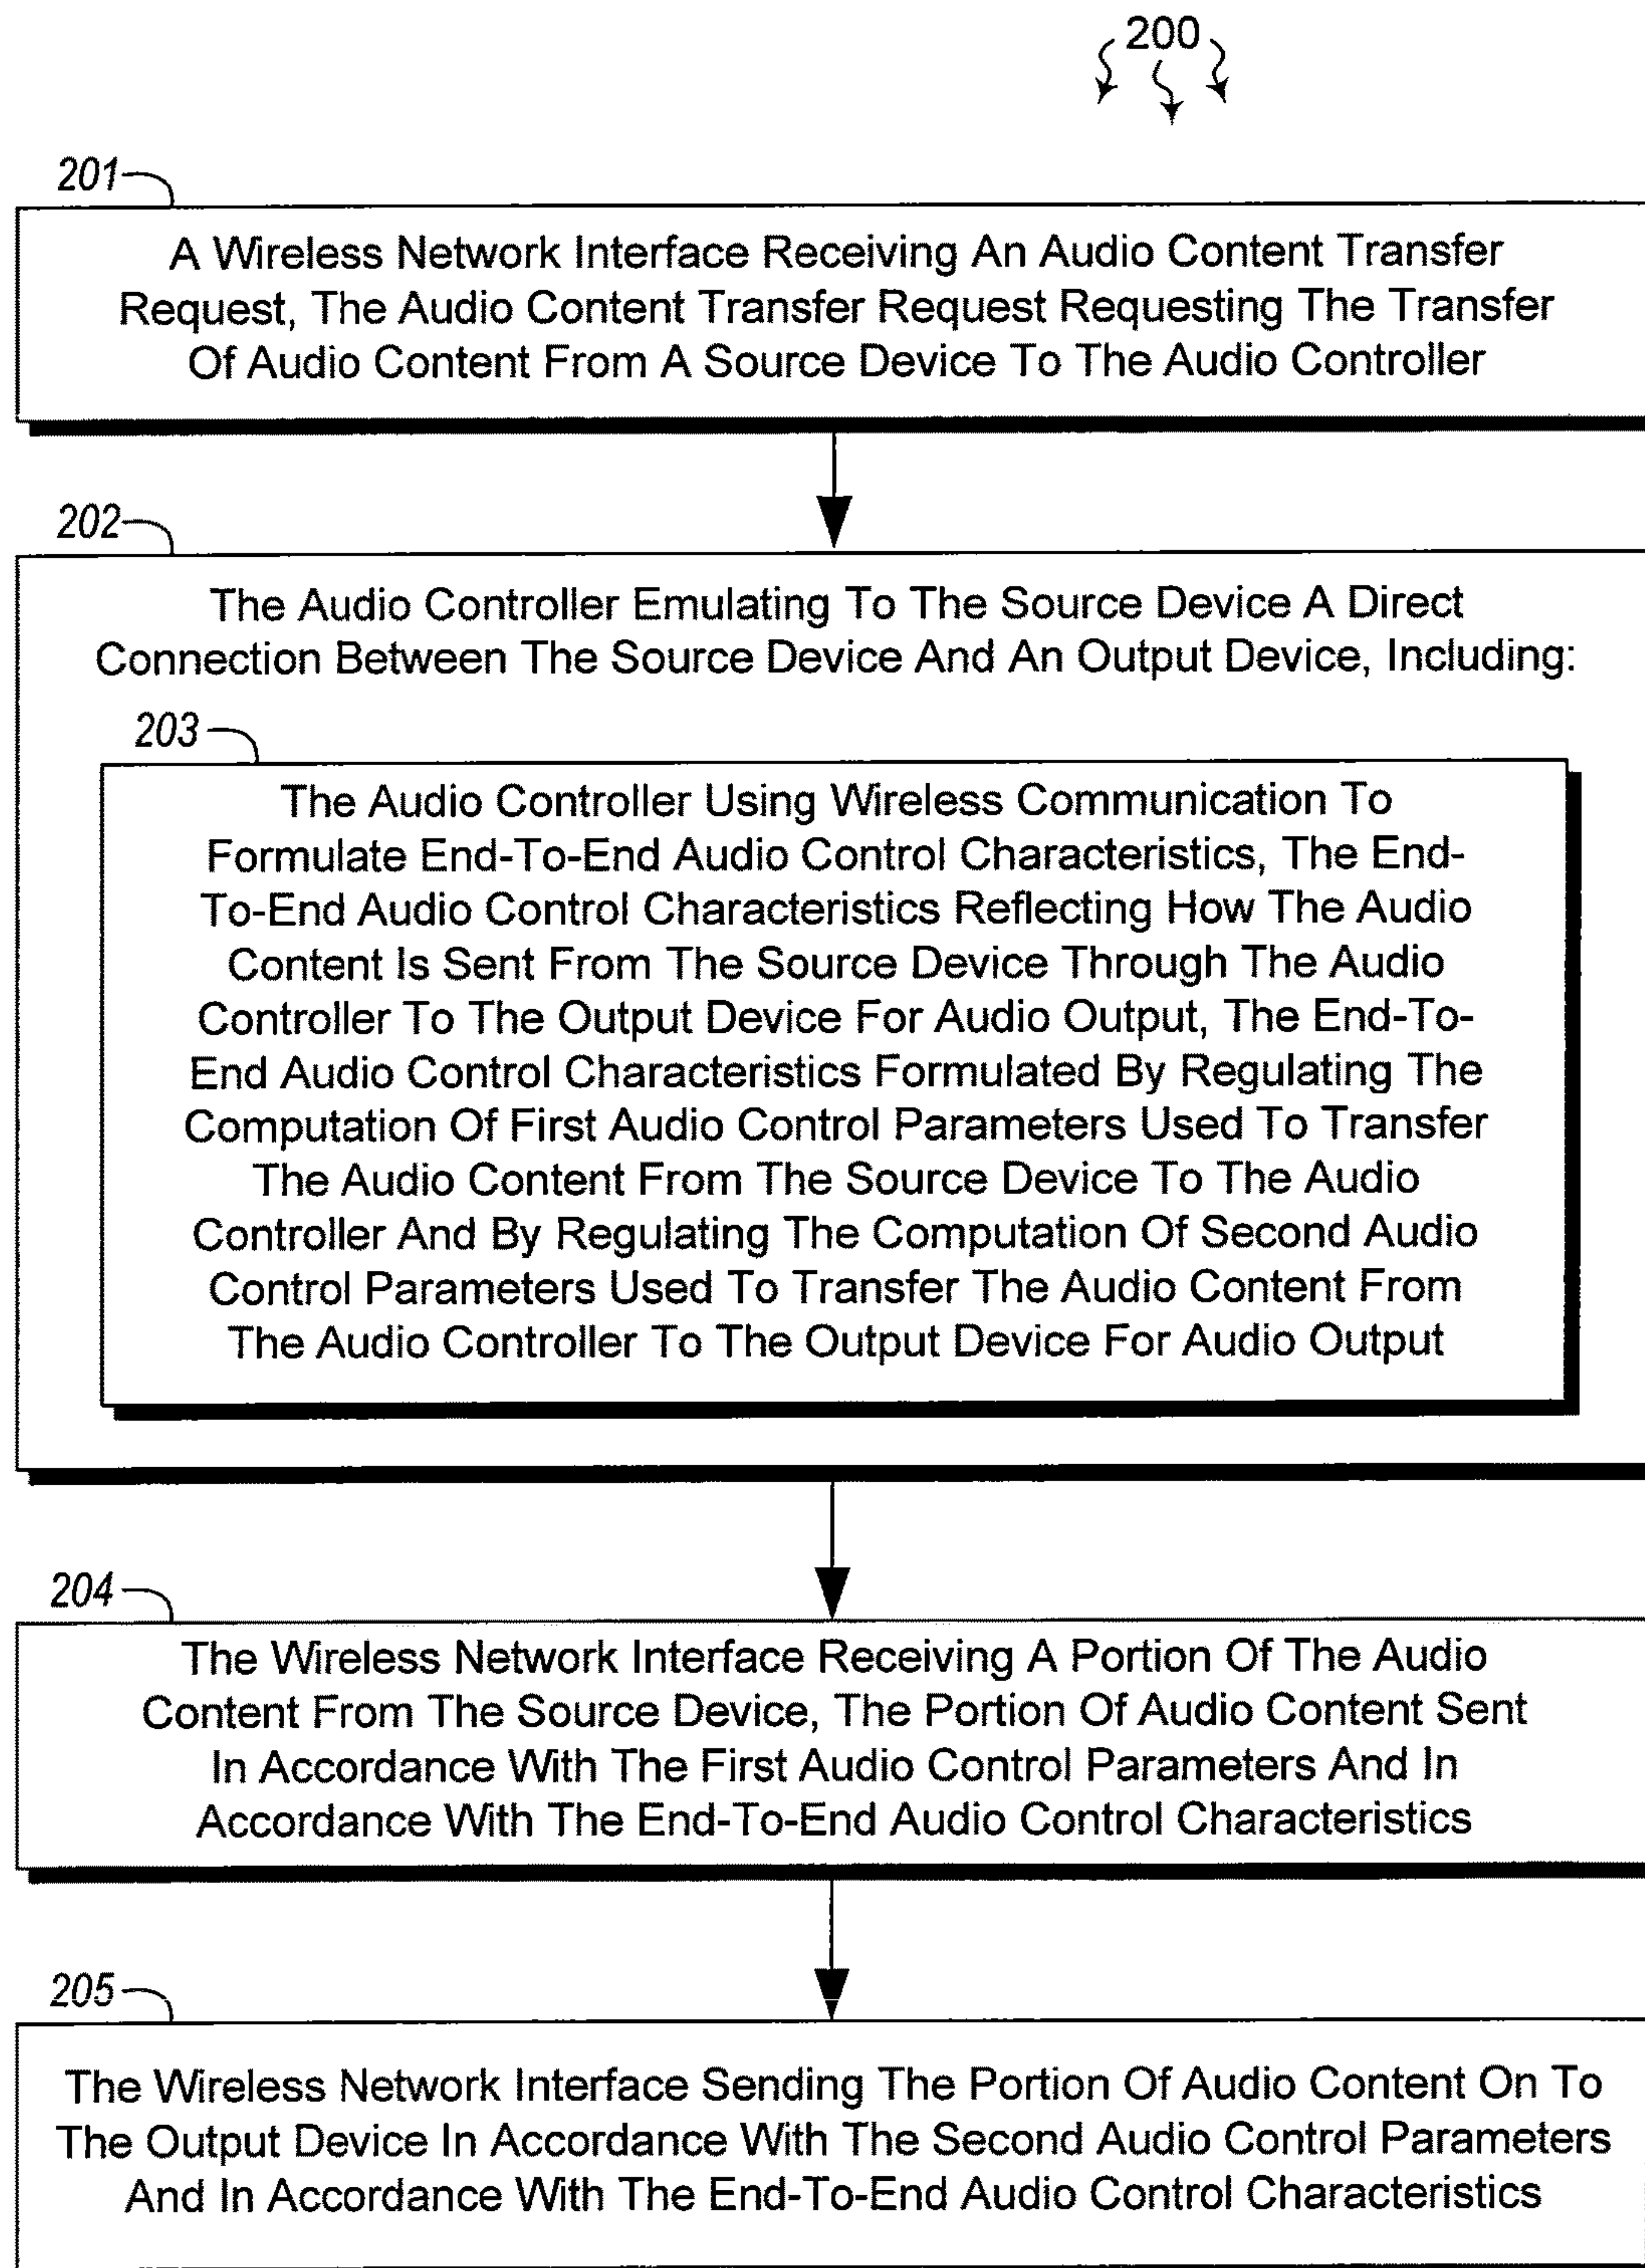 200
201
A Wireless Network Interface Receiving An Audio Content Transfer
Request, The Audio Content Transfer Request Requesting The Transfer
Of Audio Content From A Source Device To The Audio Controller
202
The Audio Controller Emulating To The Source Device A Direct
Connection Between The Source Device And An Output Device, Including:
203
The Audio Controller Using Wireless Communication To
Formulate End-To-End Audio Control Characteristics, The End-
To-End Audio Control Characteristics Reflecting How The Audio
Content Is Sent From The Source Device Through The Audio
Controller To The Output Device For Audio Output, The End-To-
End Audio Control Characteristics Formulated By Regulating The
Computation Of First Audio Control Parameters Used To Transfer
The Audio Content From The Source Device To The Audio
Controller And By Regulating The Computation Of Second Audio
Control Parameters Used To Transfer The Audio Content From
The Audio Controller To The Output Device For Audio Output
204
The Wireless Network Interface Receiving A Portion Of The Audio
Content From The Source Device, The Portion Of Audio Content Sent
In Accordance With The First Audio Control Parameters And In
Accordance With The End-To-End Audio Control Characteristics
205
The Wireless Network Interface Sending The Portion Of Audio Content On To
The Output Device In Accordance With The Second Audio Control Parameters
And In Accordance With The End-To-End Audio Control Characteristics